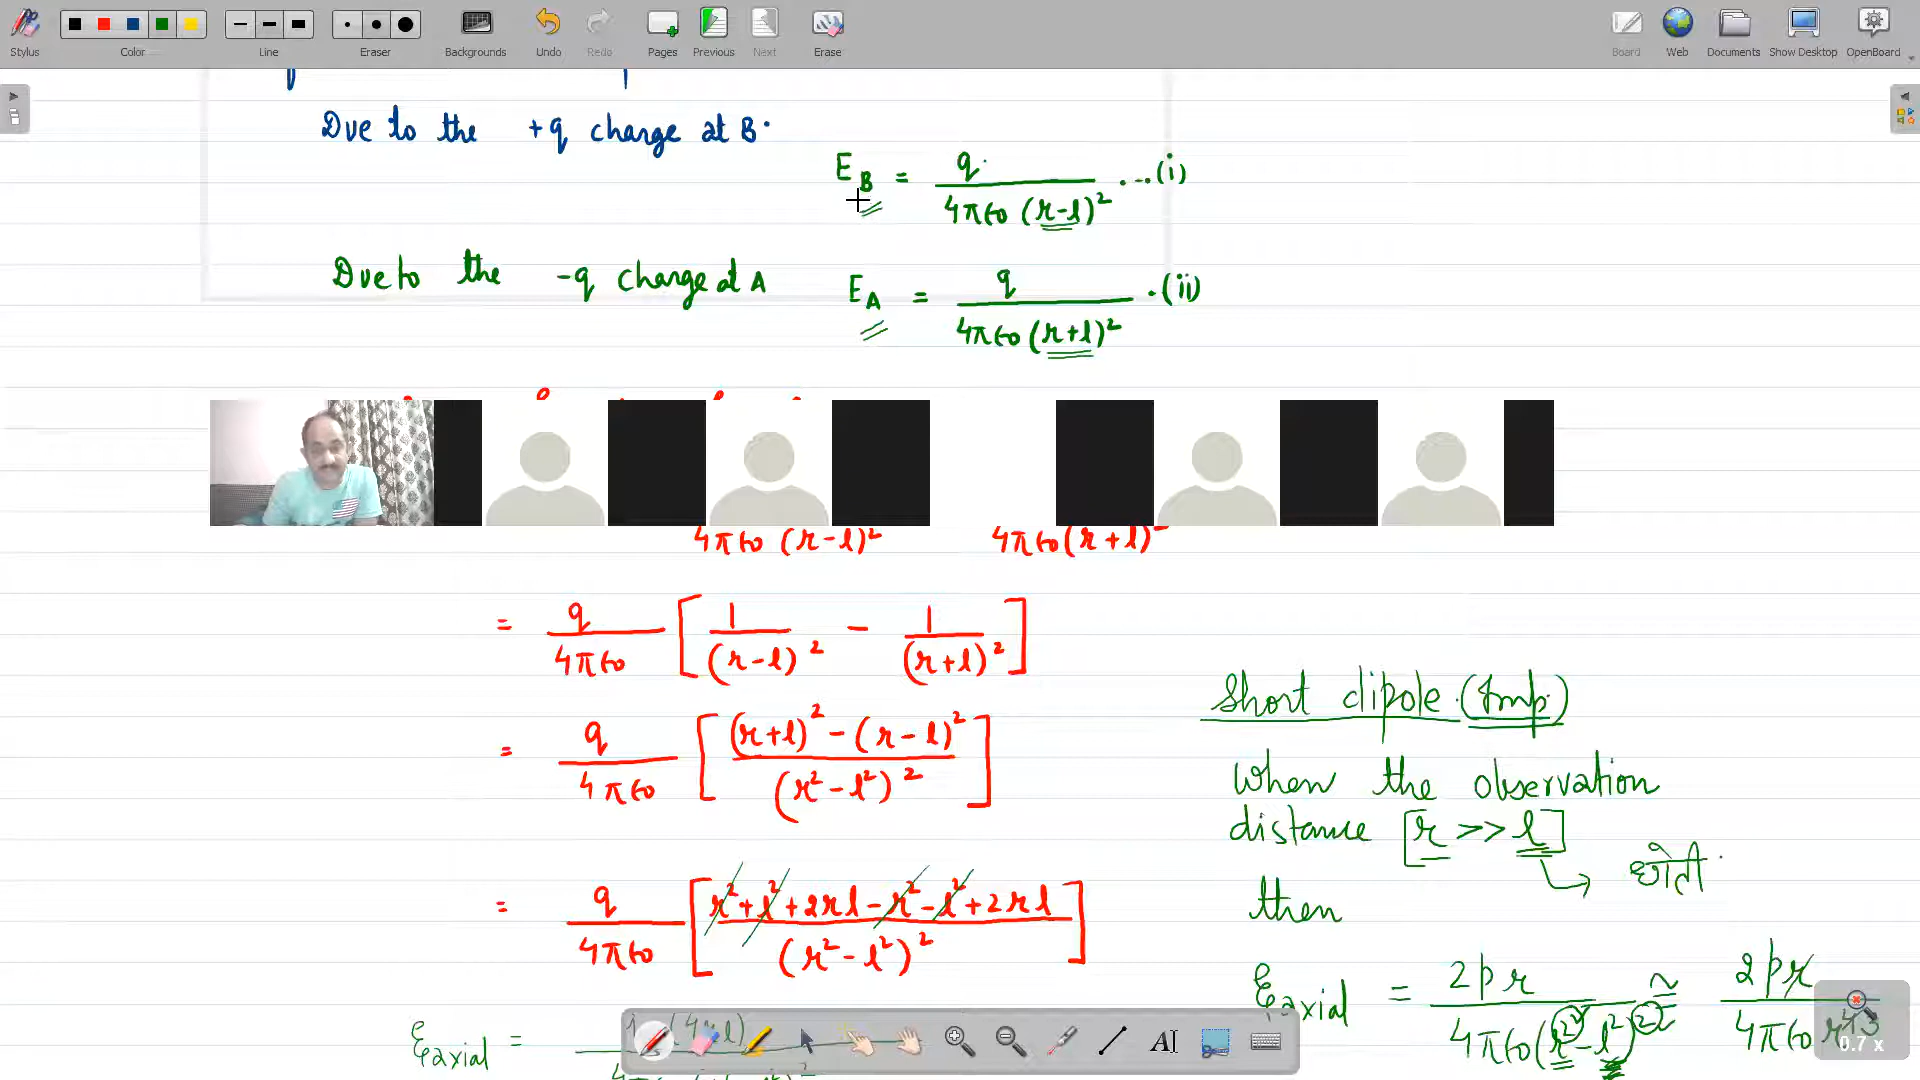 Stylus
Color
Line
Eraser
Backgrounds
Undo
Redo
Pages
Previous
Next
Erase
Board
Web
Documents
Show Desktop
OpenBoard
Due to the +q charge at B.
E_B = q / 4πε0 (r-l)² ...(i)
Due to the -q charge at A E_A = q / 4πε0 (r+l)² .(ii)
4πε0 (r-l)² 4πε0 (r+l)²
= q / 4πε0 [ 1 / (r-l)² - 1 / (r+l)² ]
= q / 4πε0 [ (r+l)² - (r-l)² / (r²-l²)² ]
= q / 4πε0 [ r²+l²+2rl-r²-l²+2rl / (r²-l²)² ]
E axial =
Short dipole. (Imp.)
When the observation
distance [r >> l]
then
E axial = 2pr / 4πε0 (r²-l²)² ≅ 2pr / 4πε0 r⁴3
0.7 x